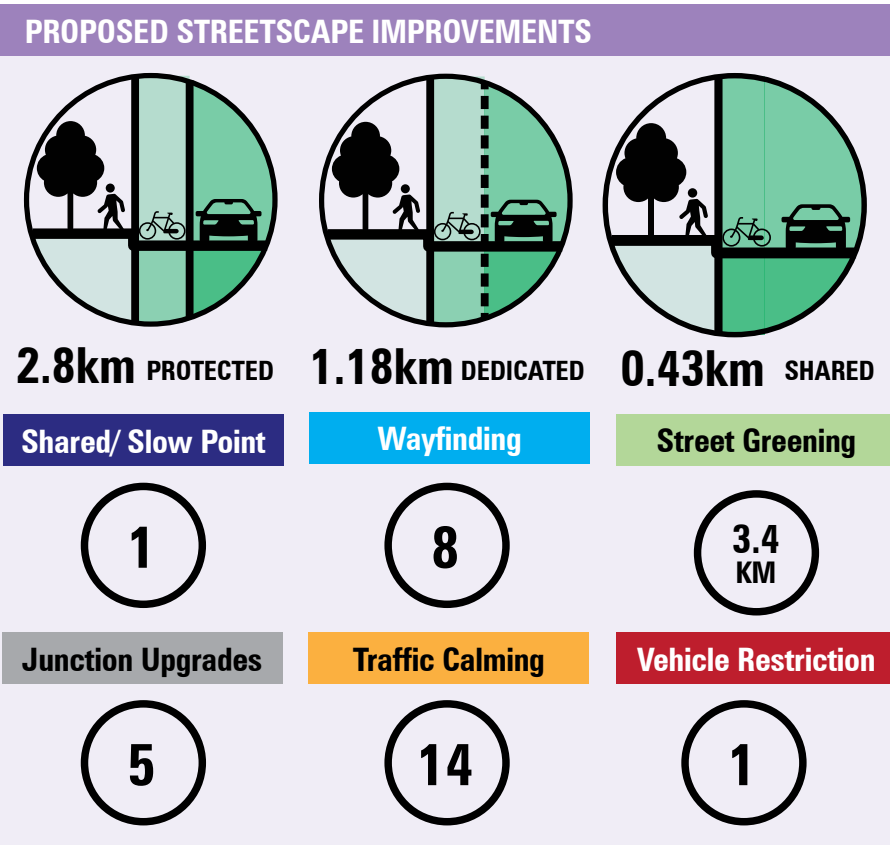 PROPOSED STREETSCAPE IMPROVEMENTS
2.8km PROTECTED
1.18km DEDICATED
0.43km SHARED
Shared/ Slow Point
Wayfinding
Street Greening
1
8
3.4
KM
Junction Upgrades
Traffic Calming
Vehicle Restriction
5
14
1